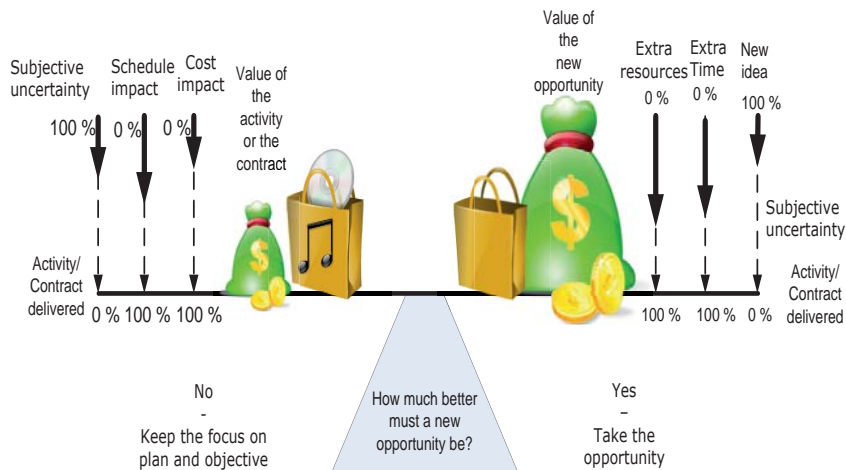 Subjective
uncertainty
100 %
Schedule
impact
0 %
Cost
impact
0 %
Value of
the
activity
or the
contract
$
Activity/
Contract
delivered
0 %
100 %
100 %
Value of
the
new
opportunity
$
Extra
resources
0 %
Extra
Time
0 %
New
idea
100 %
Subjective
uncertainty
Activity/
Contract
delivered
100 %
100 %
0 %
No
-
Keep the focus on
plan and objective
How much better
must a new
opportunity be?
Yes
–
Take the
opportunity